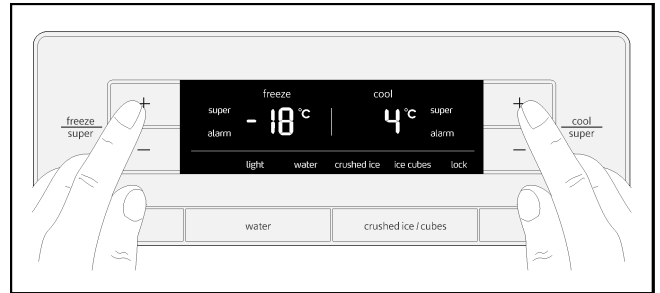 freeze
super
+
−
freeze cool
super -18°C 4°C super
alarm alarm
light water crushed ice ice cubes lock
+
−
cool
super
water
crushed ice / cubes